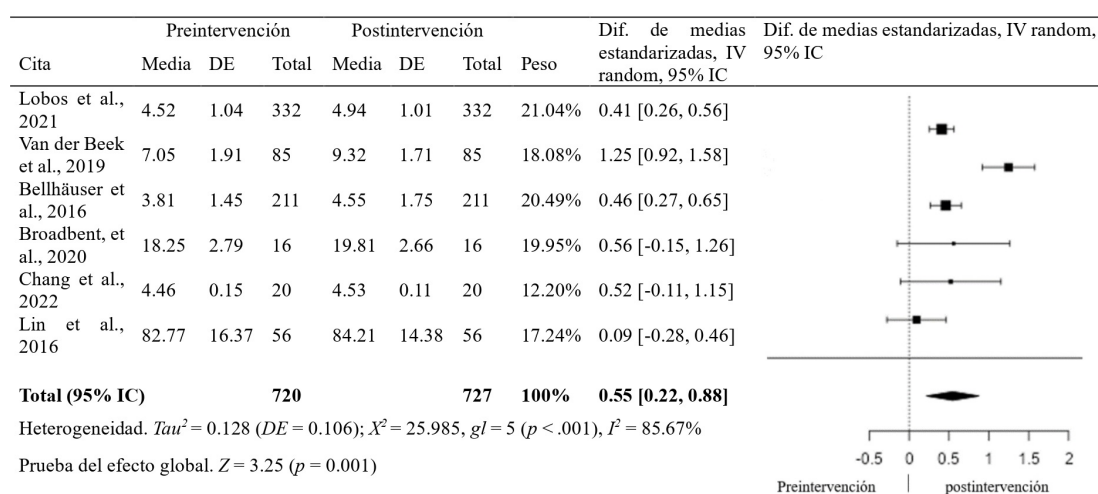 Preintervención Postintervención Dif. de medias estandarizadas, IV random, 95% IC Dif. de medias estandarizadas, IV random, 95% IC
Cita Media DE Total Media DE Total Peso
Lobos et al., 2021 4.52 1.04 332 4.94 1.01 332 21.04% 0.41 [0.26, 0.56]
Van der Beek et al., 2019 7.05 1.91 85 9.32 1.71 85 18.08% 1.25 [0.92, 1.58]
Bellhäuser et al., 2016 3.81 1.45 211 4.55 1.75 211 20.49% 0.46 [0.27, 0.65]
Broadbent, et al., 2020 18.25 2.79 16 19.81 2.66 16 19.95% 0.56 [-0.15, 1.26]
Chang et al., 2022 4.46 0.15 20 4.53 0.11 20 12.20% 0.52 [-0.11, 1.15]
Lin et al., 2016 82.77 16.37 56 84.21 14.38 56 17.24% 0.09 [-0.28, 0.46]
Total (95% IC) 720 727 100% 0.55 [0.22, 0.88]
Heterogeneidad. Tau² = 0.128 (DE = 0.106); X² = 25.985, gl = 5 (p < .001), I² = 85.67%
Prueba del efecto global. Z = 3.25 (p = 0.001)
-0.5 0 0.5 1 1.5 2
Preintervención | postintervención